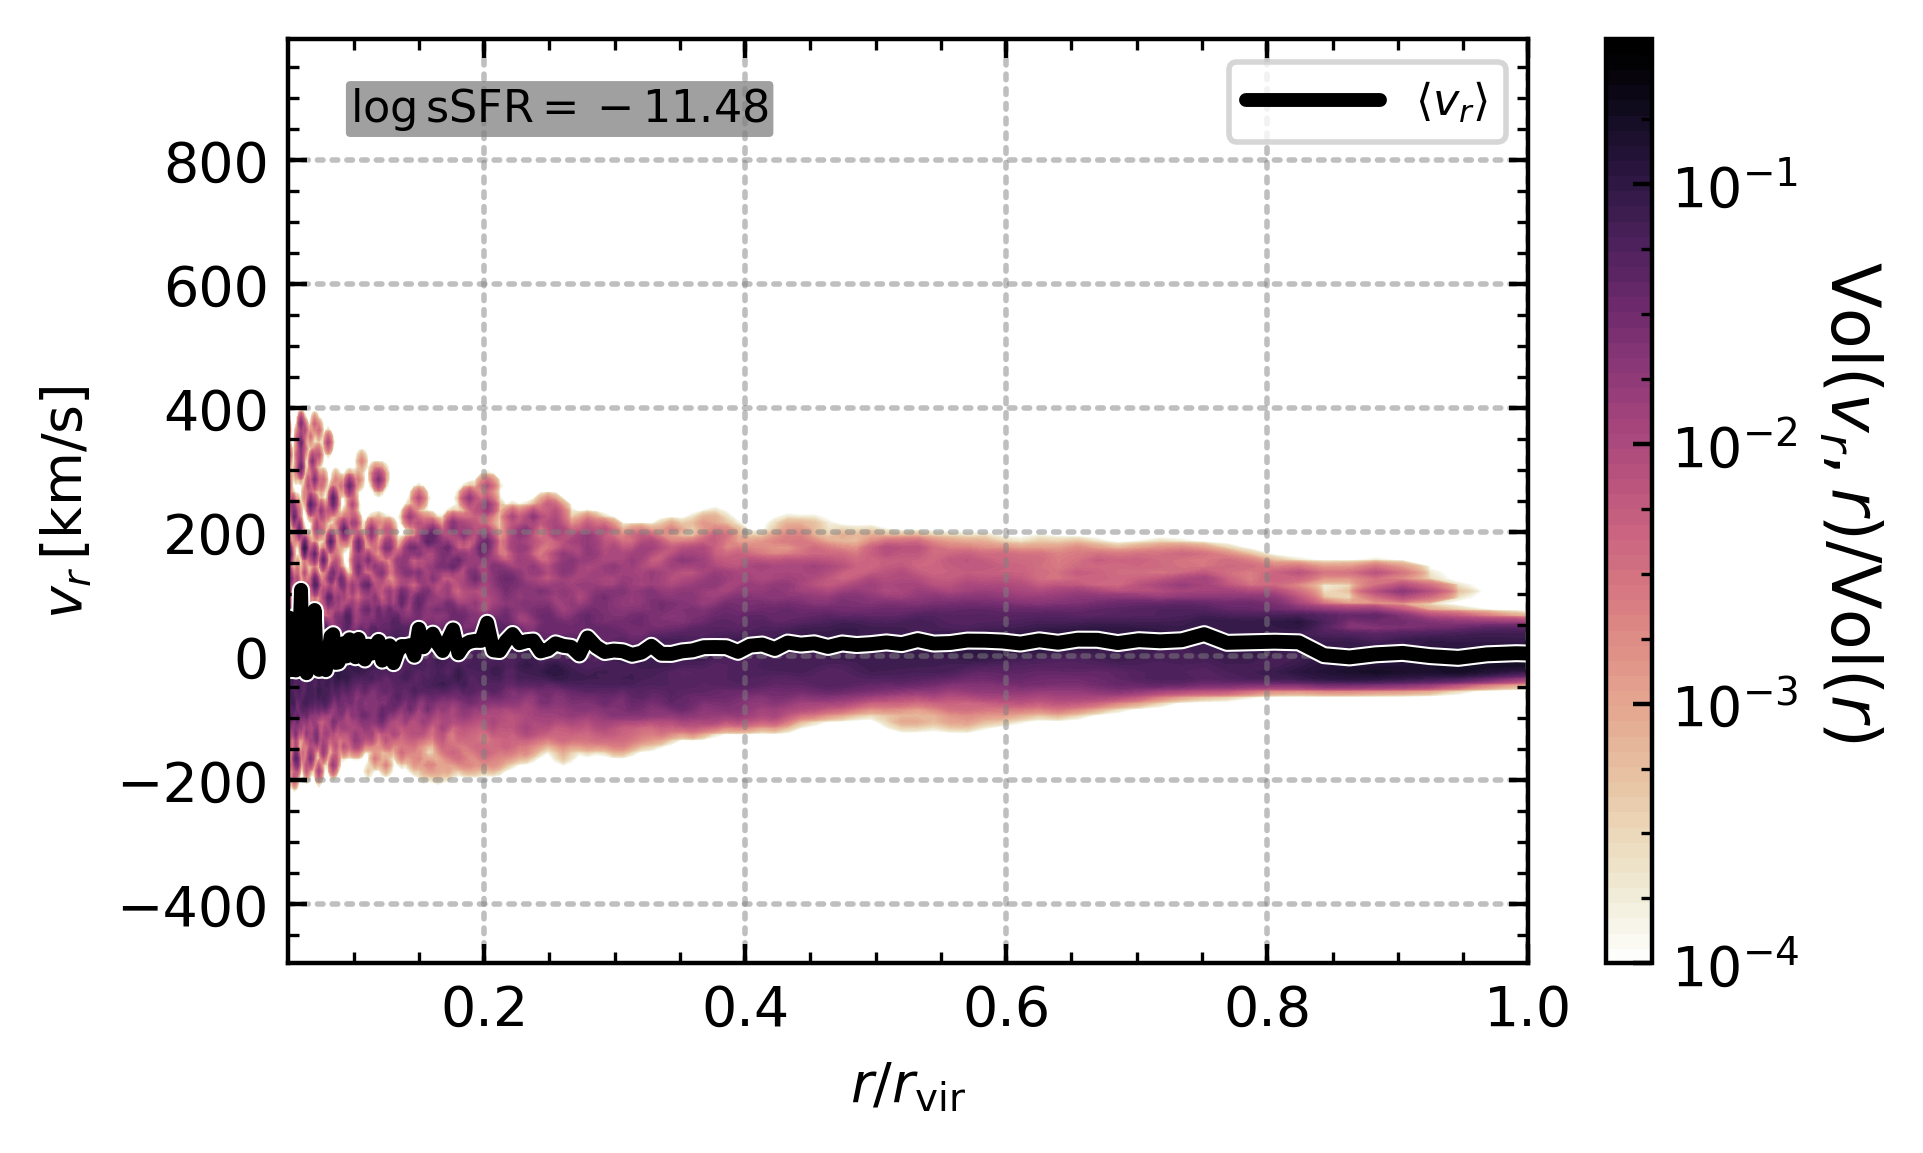 log sSFR = −11.48
⟨v_r⟩
800
600
400
200
0
−200
−400
v_r [km/s]
0.2 0.4 0.6 0.8 1.0
r/r_vir
10⁻¹
10⁻²
10⁻³
10⁻⁴
Vol(v_r, r)/Vol(r)